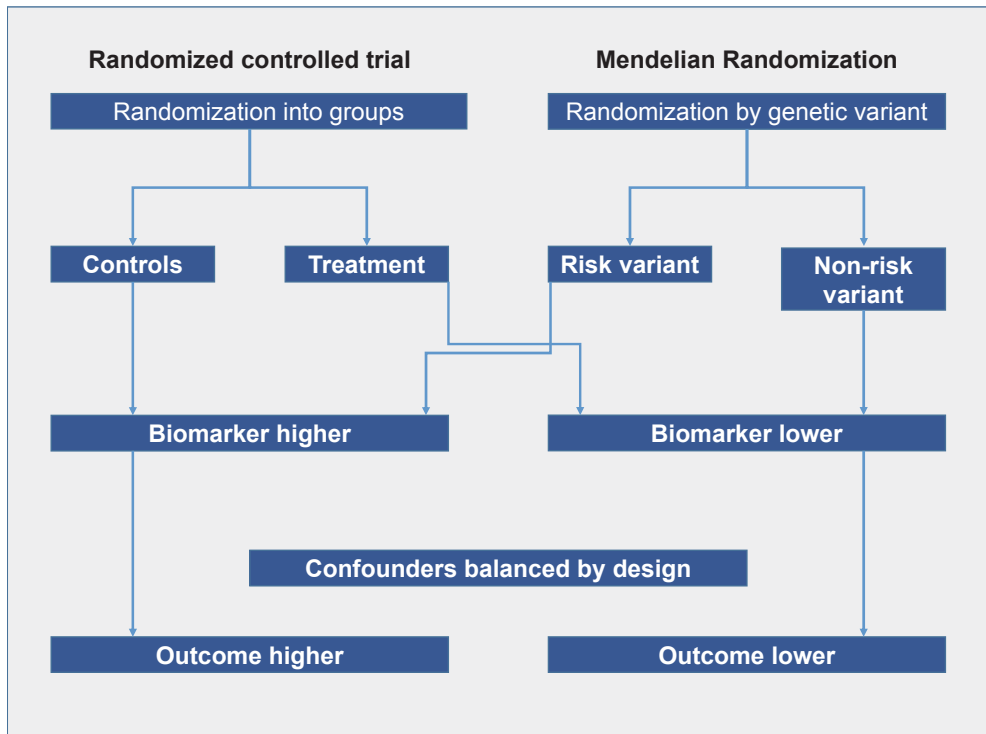 Randomized controlled trial
Mendelian Randomization
Randomization into groups
Randomization by genetic variant
Controls
Treatment
Risk variant
Non-risk
variant
Biomarker higher
Biomarker lower
Confounders balanced by design
Outcome higher
Outcome lower